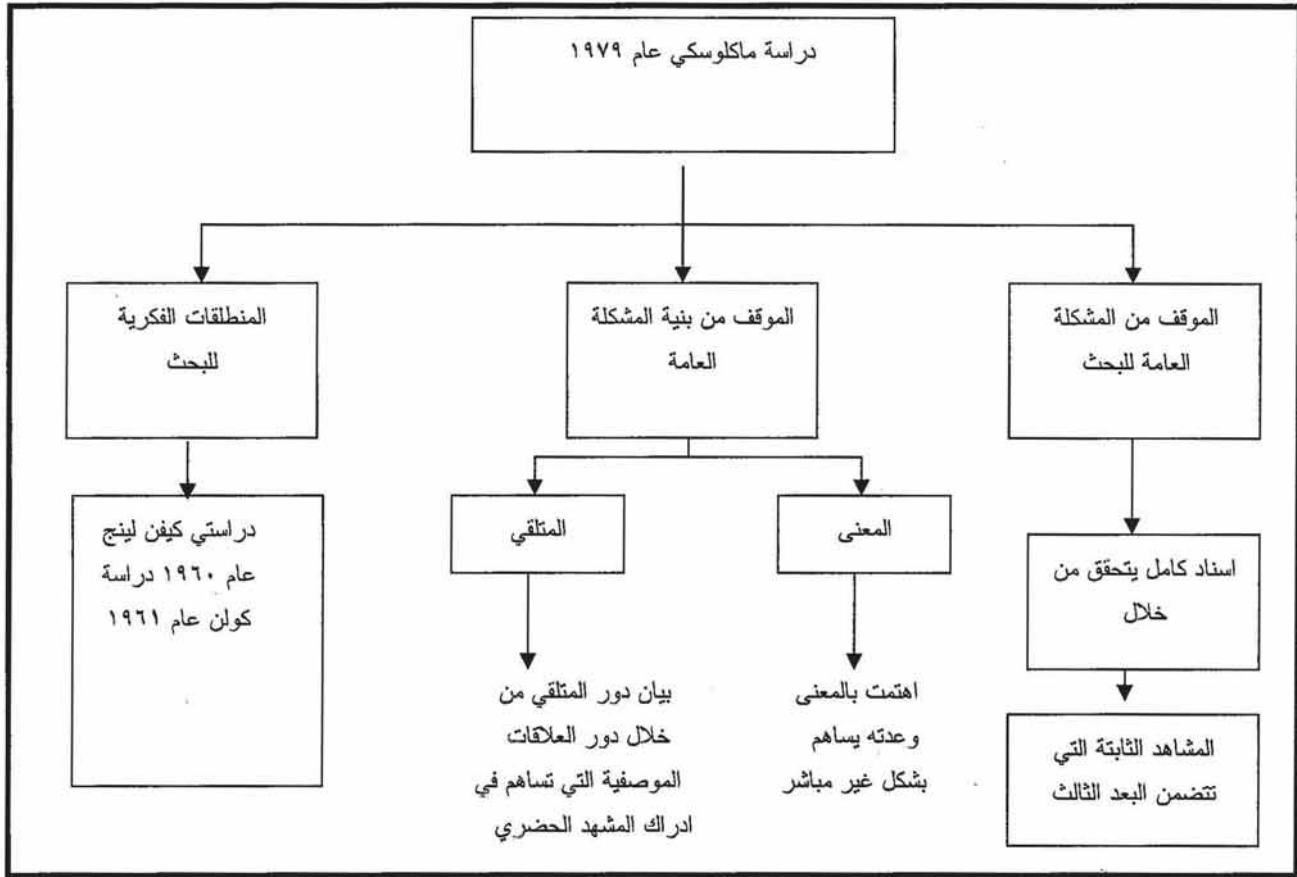 دراسة ماكلوسكي عام ١٩٧٩
الموقف من المشكلة
العامة للبحث
الموقف من بنية المشكلة
العامة
المنطلقات الفكرية
للبحث
اسناد كامل يتحقق من
خلال
المشاهد الثابتة التي
تتضمن البعد الثالث
المعنى
اهتمت بالمعنى
وعدته يساهم
بشكل غير مباشر
المتلقي
بيان دور المتلقي من
خلال دور العلاقات
الموصفية التي تساهم في
ادراك المشهد الحضري
دراستي كيفن لينج
عام ١٩٦٠ دراسة
كولن عام ١٩٦١